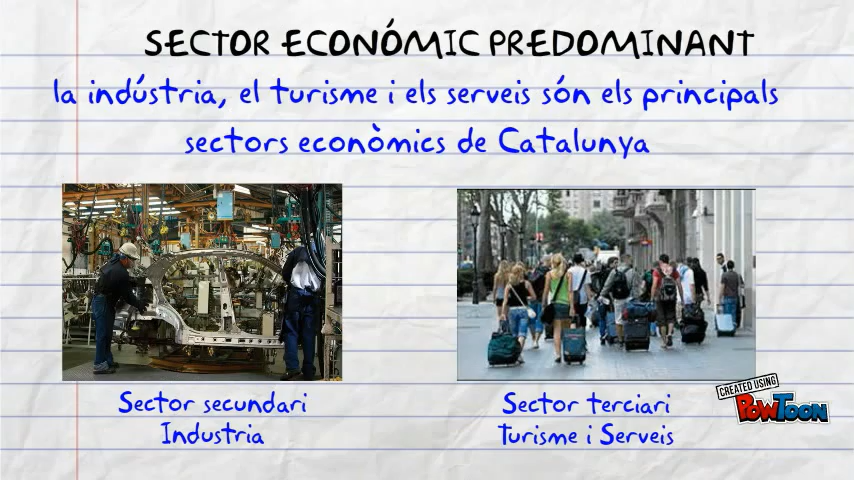 SECTOR ECONÓMIC PREDOMINANT
la indústria, el turisme i els serveis són els principals
sectors econòmics de Catalunya
Sector secundari
Industria
Sector terciari
Turisme i Serveis
CREATED USING
POWTOON